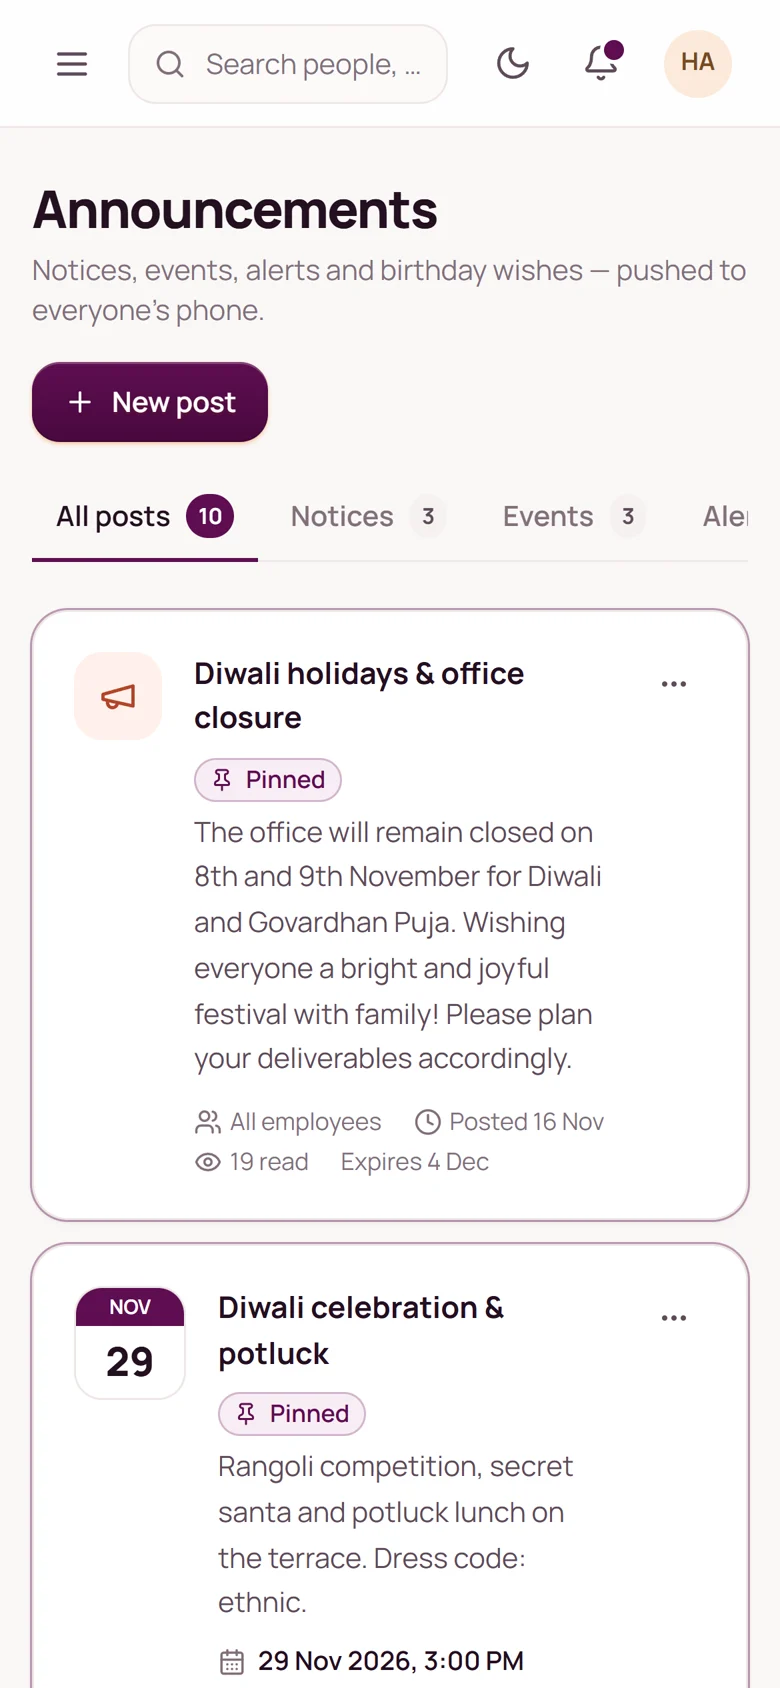 Search people, ...
HA
Announcements
Notices, events, alerts and birthday wishes — pushed to
everyone's phone.
New post
All posts 10 Notices 3 Events 3
Diwali holidays & office
closure
Pinned
The office will remain closed on
8th and 9th November for Diwali
and Govardhan Puja. Wishing
everyone a bright and joyful
festival with family! Please plan
your deliverables accordingly.
All employees Posted 16 Nov
19 read Expires 4 Dec
NOV
29
Diwali celebration &
potluck
Pinned
Rangoli competition, secret
santa and potluck lunch on
the terrace. Dress code:
ethnic.
29 Nov 2026, 3:00 PM